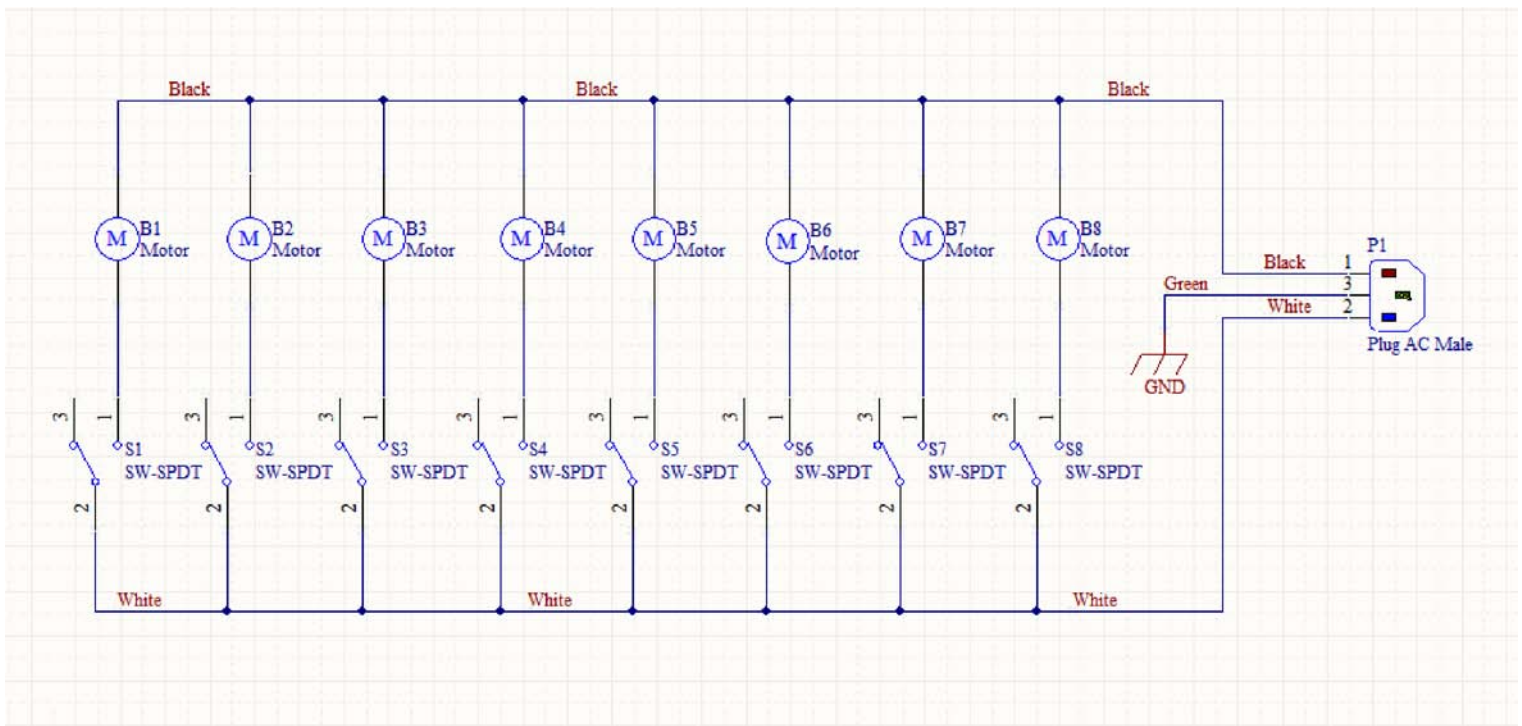 Black
Black
Black
M
B1
Motor
M
B2
Motor
M
B3
Motor
M
B4
Motor
M
B5
Motor
M
B6
Motor
M
B7
Motor
M
B8
Motor
P1
Black
1
Green
3
White
2
Plug AC Male
GND
3
1
S1
SW-SPDT
2
3
1
S2
SW-SPDT
2
3
1
S3
SW-SPDT
2
3
1
S4
SW-SPDT
2
3
1
S5
SW-SPDT
2
3
1
S6
SW-SPDT
2
3
1
S7
SW-SPDT
2
3
1
S8
SW-SPDT
2
White
White
White